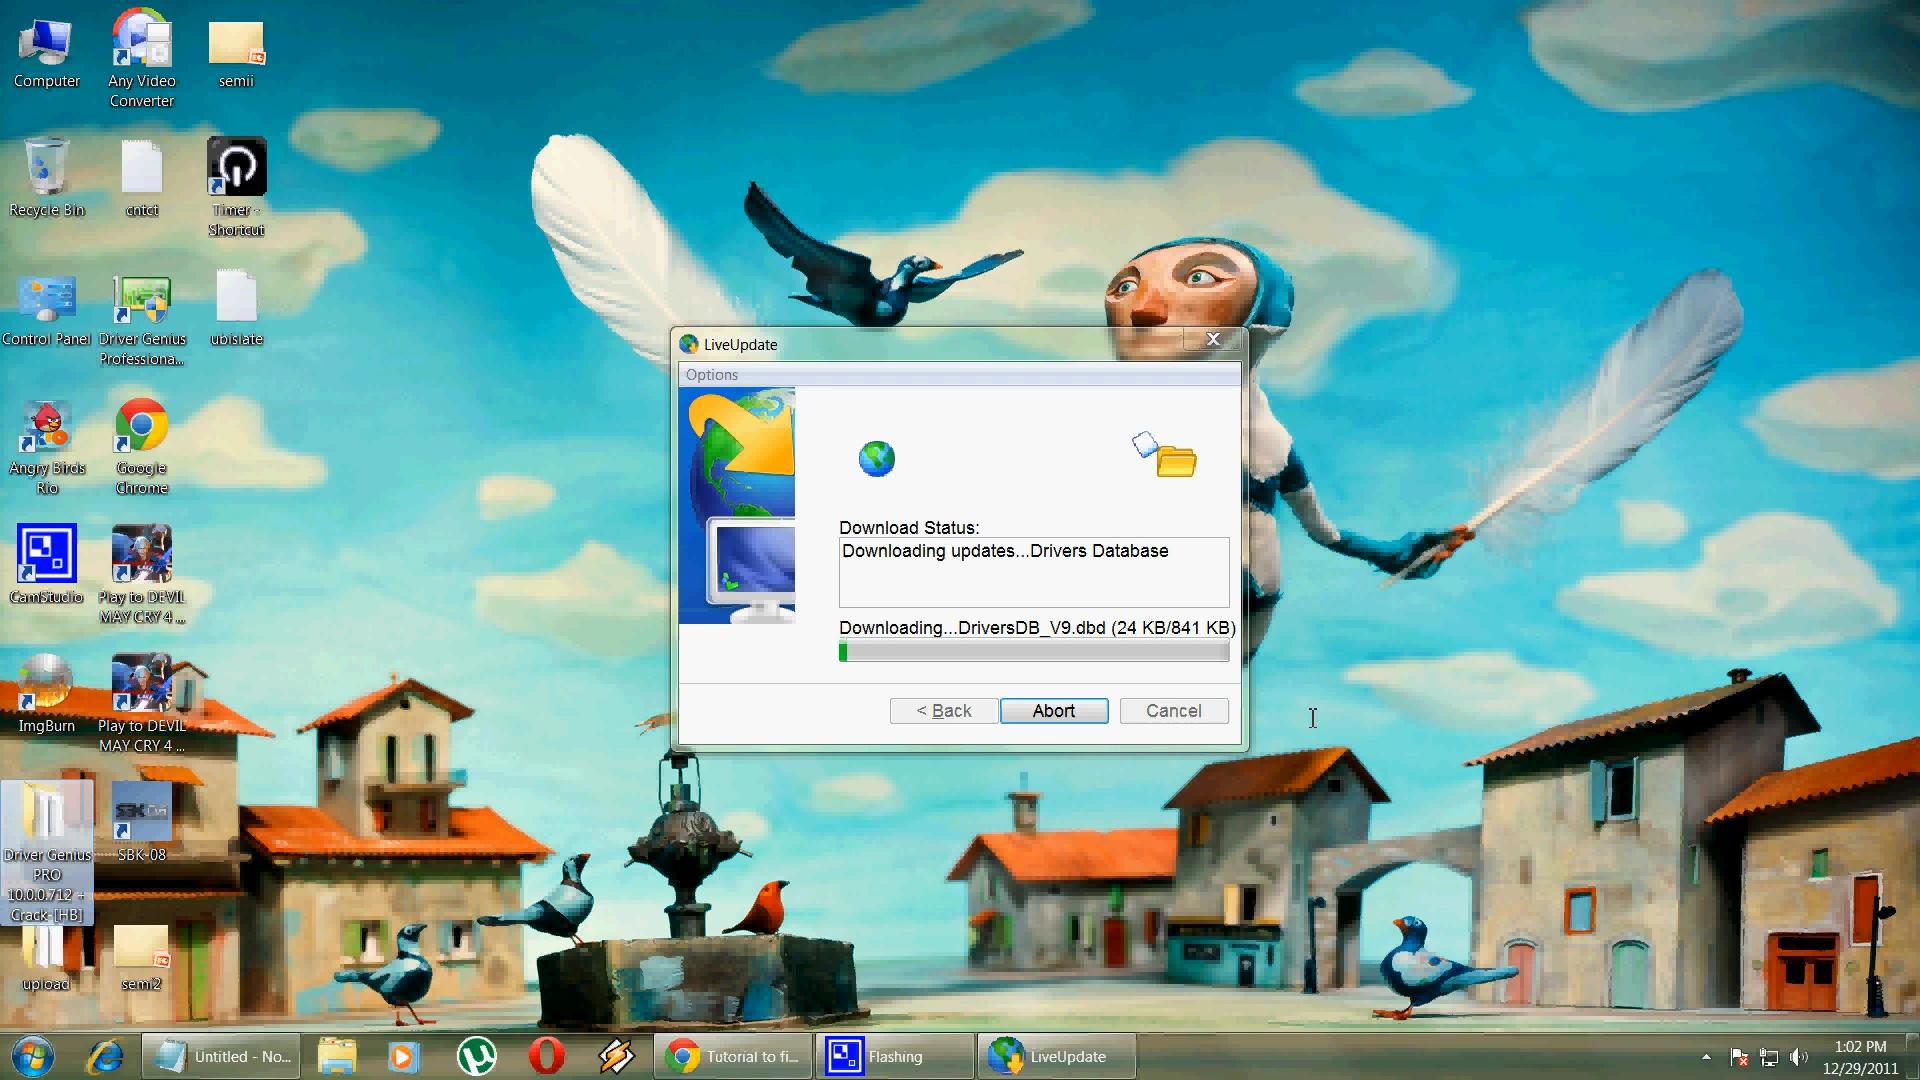 Computer
Any Video
Converter
semii
Recycle Bin
cntct
Timer -
Shortcut
Control Panel
Driver Genius
Professiona...
ubislate
Angry Birds
Rio
Google
Chrome
CamStudio
Play to DEVIL
MAY CRY 4 ...
ImgBurn
Play to DEVIL
MAY CRY 4 ...
Driver Genius
PRO
10.0.0.712 +
Crack-[HB]
SBK-08
upload
semi2
LiveUpdate
Options
Download Status:
Downloading updates...Drivers Database
Downloading...DriversDB_V9.dbd (24 KB/841 KB)
< Back
Abort
Cancel
Untitled - No...
Tutorial to fi...
Flashing
LiveUpdate
1:02 PM
12/29/2011